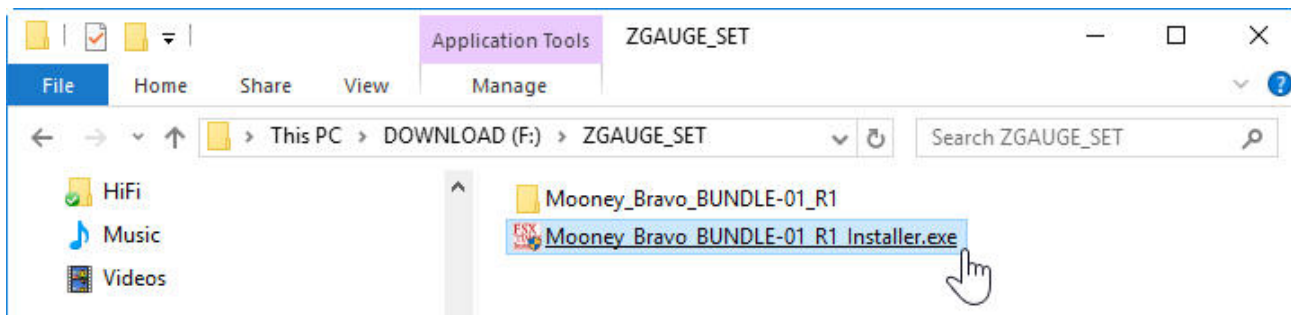 Application Tools ZGAUGE_SET
File Home Share View Manage
This PC > DOWNLOAD (F:) > ZGAUGE_SET Search ZGAUGE_SET
HiFi
Mooney_Bravo_BUNDLE-01_R1
Music
Mooney_Bravo_BUNDLE-01_R1_Installer.exe
Videos